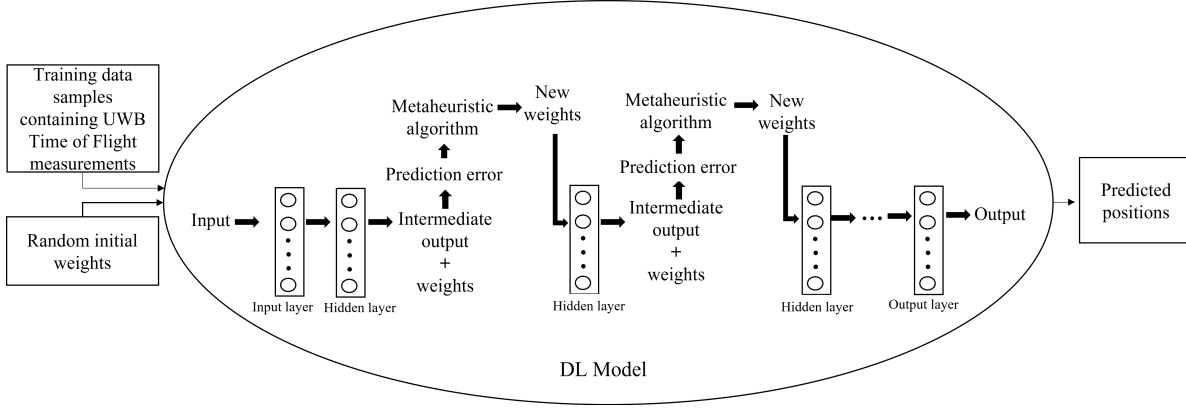 Training data
samples
containing UWB
Time of Flight
measurements
Random initial
weights
Input
Input layer
Hidden layer
Metaheuristic
algorithm
Prediction error
Intermediate
output
+
weights
New
weights
Hidden layer
Metaheuristic
algorithm
Prediction error
Intermediate
output
+
weights
New
weights
Hidden layer
Output layer
Output
DL Model
Predicted
positions